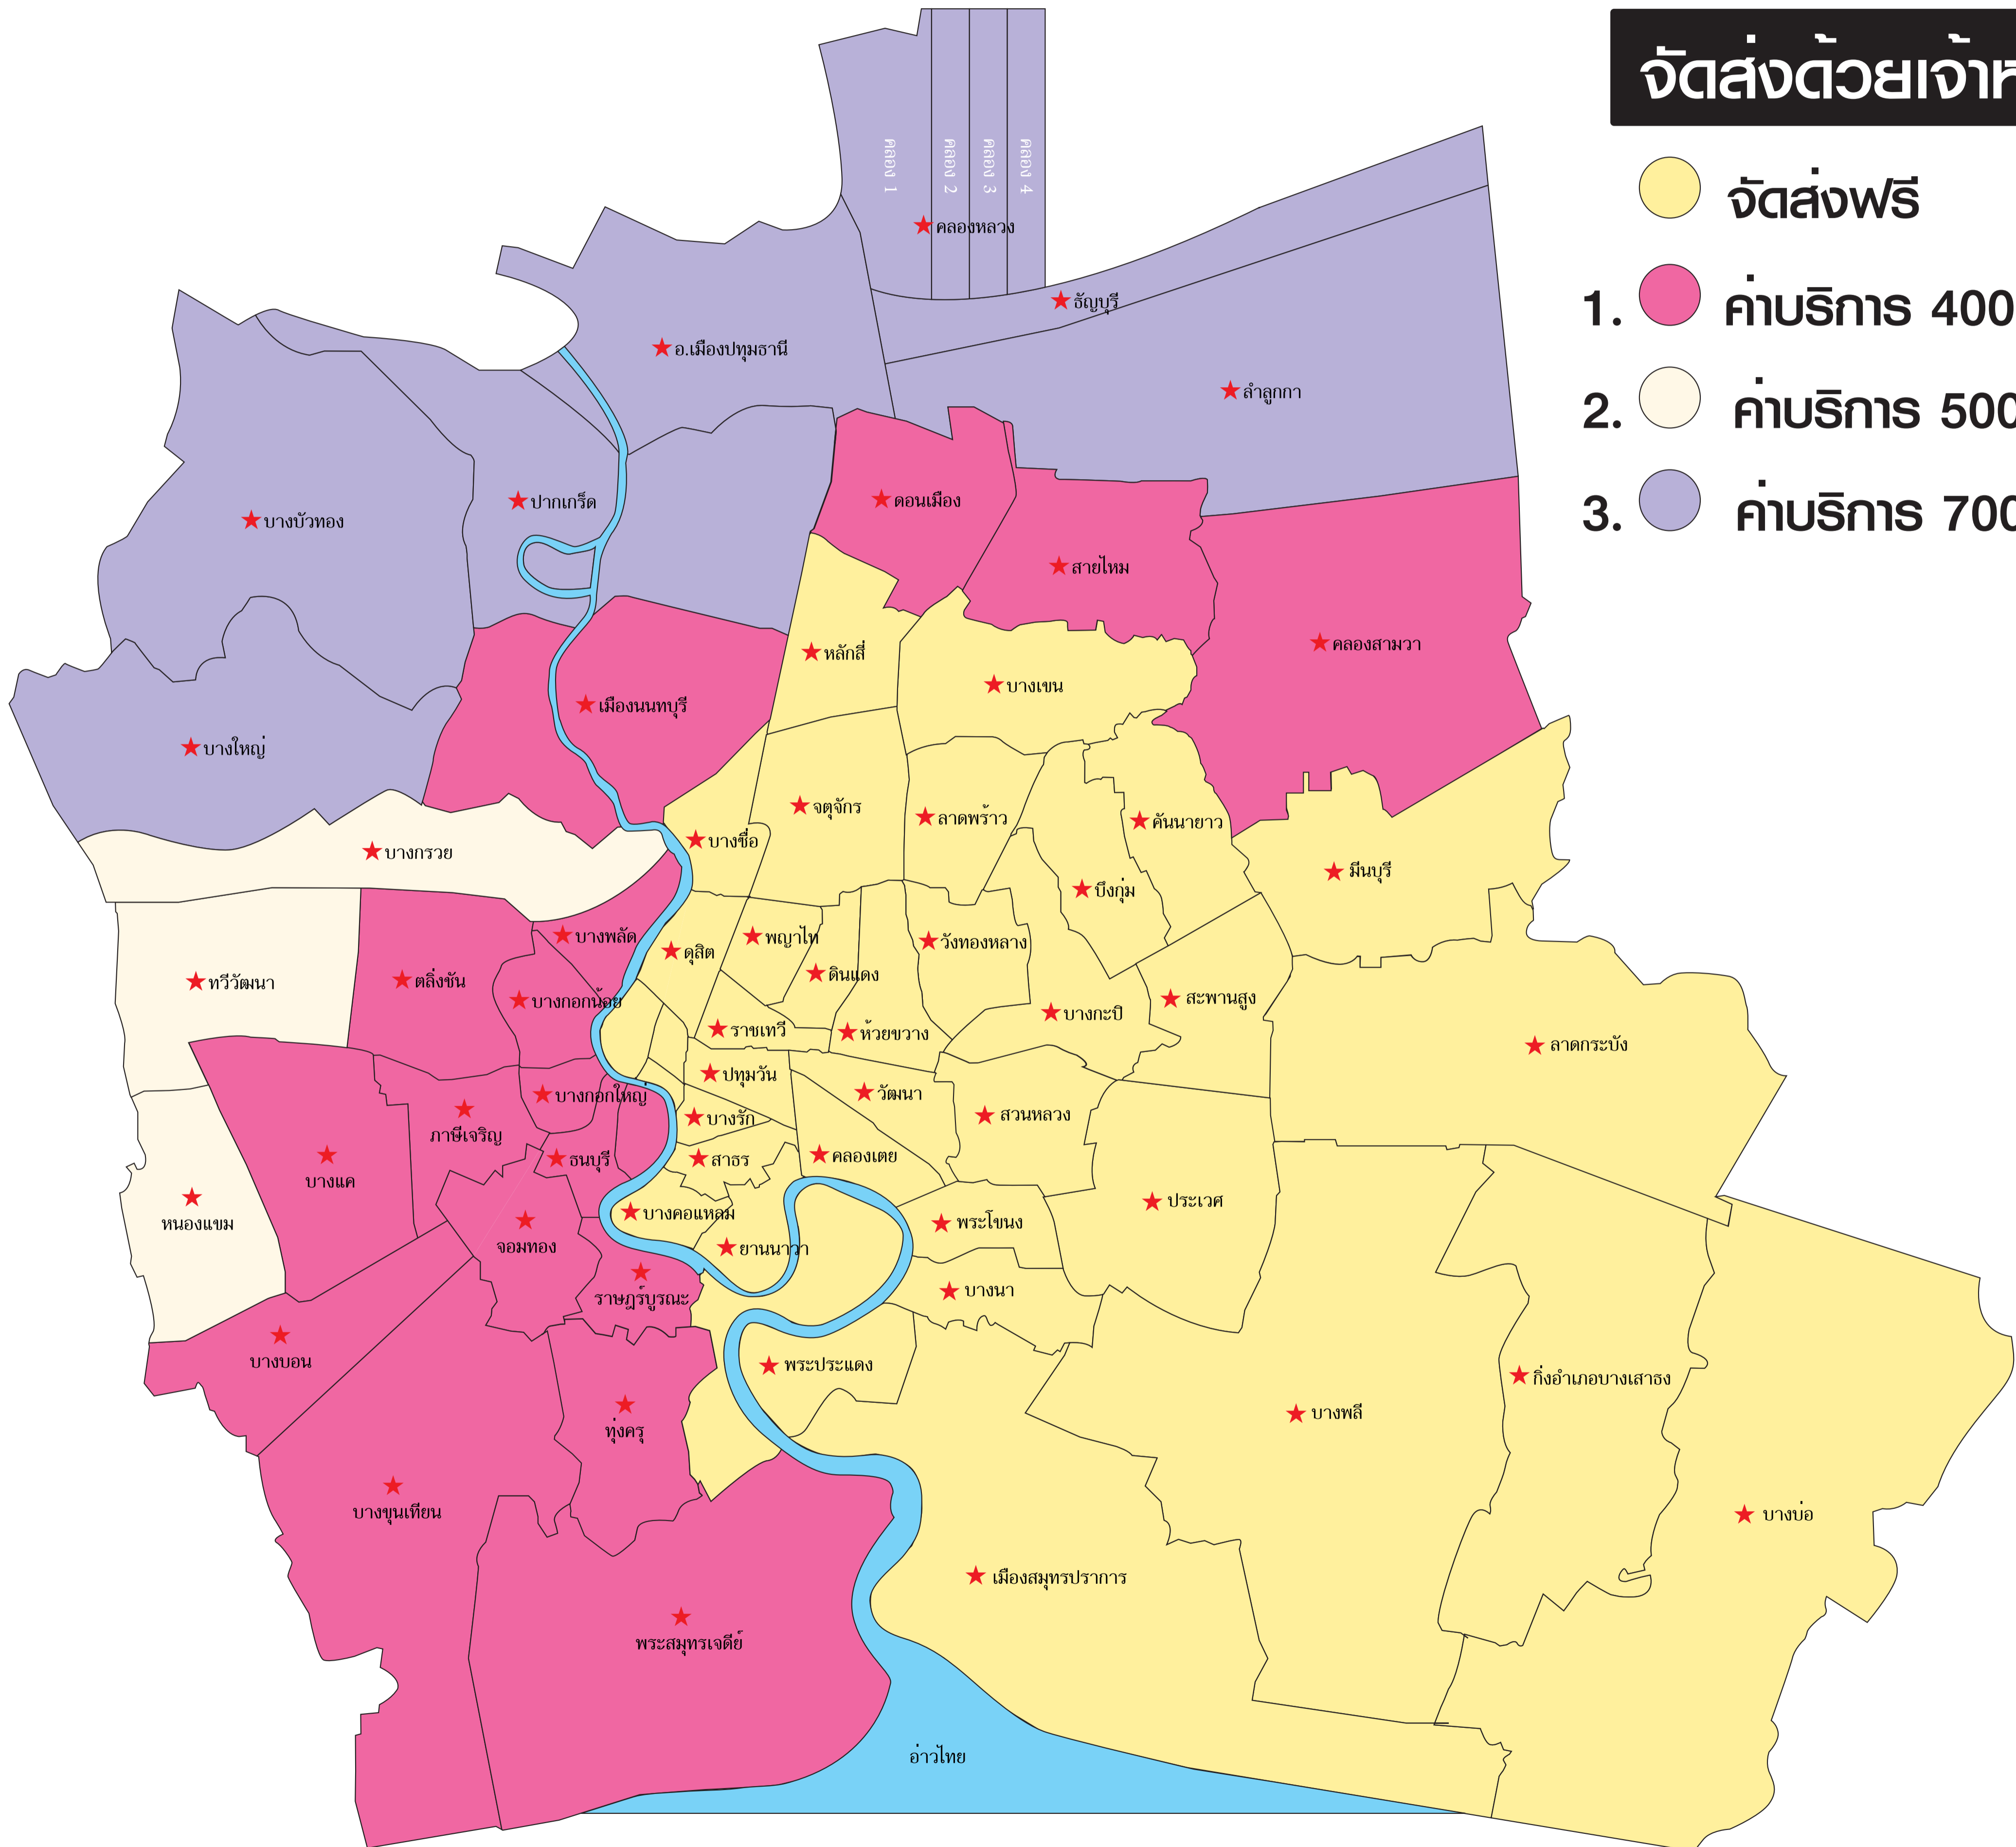 จัดส่งด้วยเจ้าห
จัดส่งฟรี
1. ค่าบริการ 400
2. ค่าบริการ 500
3. ค่าบริการ 700
คลอง 1
คลอง 2
คลอง 3
คลอง 4
คลองหลวง
ธัญบุรี
อ.เมืองปทุมธานี
ลำลูกกา
ปากเกร็ด
ดอนเมือง
บางบัวทอง
สายไหม
คลองสามวา
หลักสี่
บางเขน
เมืองนนทบุรี
บางใหญ่
จตุจักร
ลาดพร้าว
คันนายาว
บางซื่อ
บางกรวย
มีนบุรี
บึงกุ่ม
บางพลัด
พญาไท
วังทองหลาง
ดุสิต
ดินแดง
ทวีวัฒนา
ตลิ่งชัน
บางกอกน้อย
สะพานสูง
บางกะปิ
ราชเทวี
ห้วยขวาง
ลาดกระบัง
ปทุมวัน
วัฒนา
บางกอกใหญ่
ภาษีเจริญ
บางรัก
สวนหลวง
บางแค
ธนบุรี
สาธร
คลองเตย
หนองแขม
ประเวศ
บางคอแหลม
พระโขนง
จอมทอง
ยานนาวา
ราษฎร์บูรณะ
บางนา
บางบอน
พระประแดง
กิ่งอำเภอบางเสาธง
ทุ่งครุ
บางพลี
บางขุนเทียน
บางบ่อ
เมืองสมุทรปราการ
พระสมุทรเจดีย์
อ่าวไทย